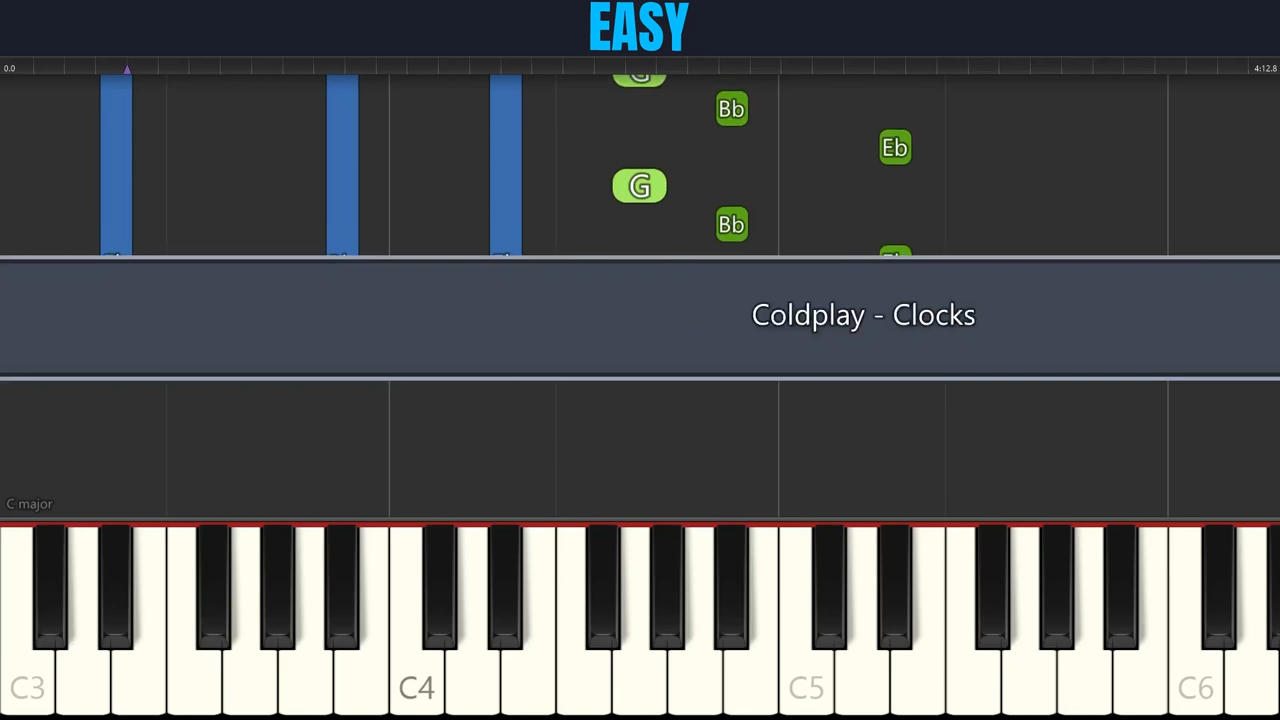 EASY
0.0
4:12.8
G
Bb
Eb
G
Bb
Coldplay - Clocks
C major
C3 C4 C5 C6